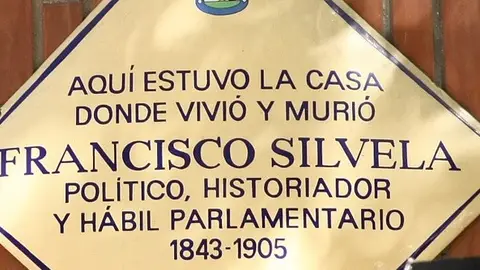 AQUÍ ESTUVO LA CASA
DONDE VIVIÓ Y MURIÓ
FRANCISCO SILVELA
POLÍTICO, HISTORIADOR
Y HÁBIL PARLAMENTARIO
1843-1905